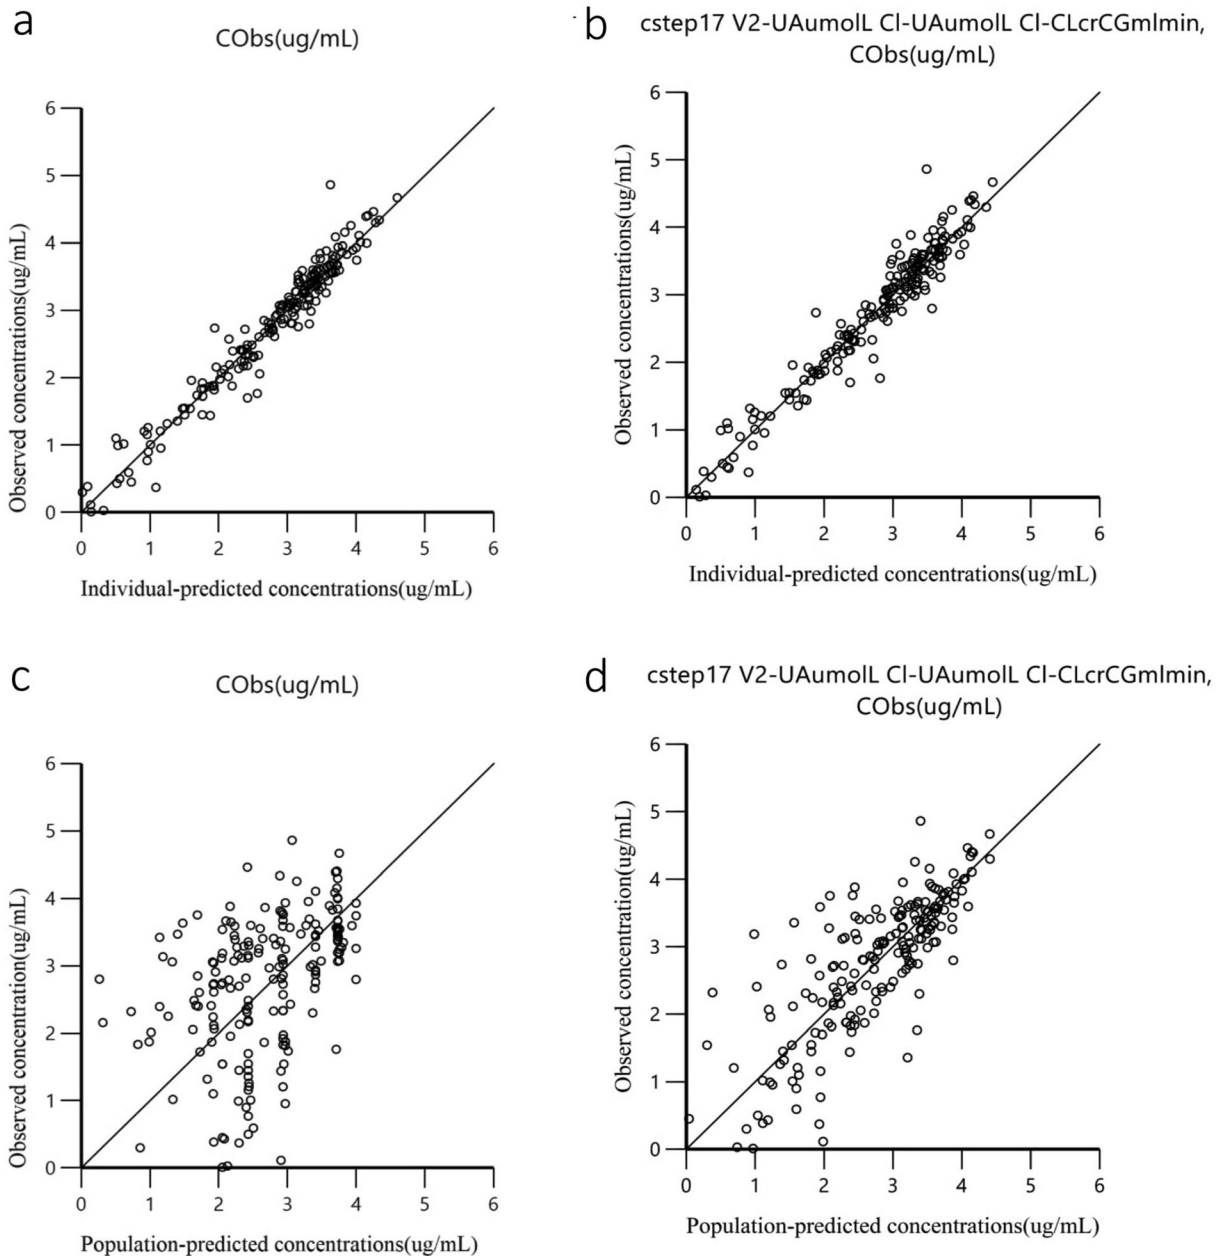 a
CObs(ug/mL)
6
5
4
3
2
1
0
0 1 2 3 4 5 6
Observed concentrations(ug/mL)
Individual-predicted concentrations(ug/mL)
b
cstep17 V2-UAumolL Cl-UAumolL Cl-CLcrCGmlmin,
CObs(ug/mL)
6
5
4
3
2
1
0
0 1 2 3 4 5 6
Observed concentrations(ug/mL)
Individual-predicted concentrations(ug/mL)
c
CObs(ug/mL)
6
5
4
3
2
1
0
0 1 2 3 4 5 6
Observed concentration(ug/mL)
Population-predicted concentrations(ug/mL)
d
cstep17 V2-UAumolL Cl-UAumolL Cl-CLcrCGmlmin,
CObs(ug/mL)
6
5
4
3
2
1
0
0 1 2 3 4 5 6
Observed concentration(ug/mL)
Population-predicted concentrations(ug/mL)